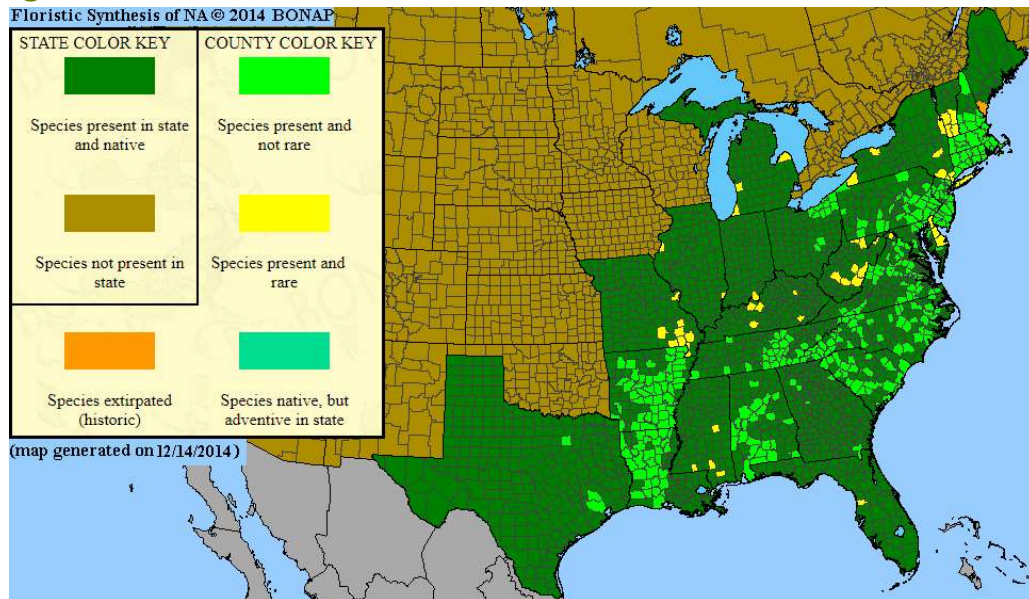 Floristic Synthesis of NA © 2014 BONAP
STATE COLOR KEY
Species present in state
and native
Species not present in
state
Species extirpated
(historic)
COUNTY COLOR KEY
Species present and
not rare
Species present and
rare
Species native, but
adventive in state
(map generated on 12/14/2014 )